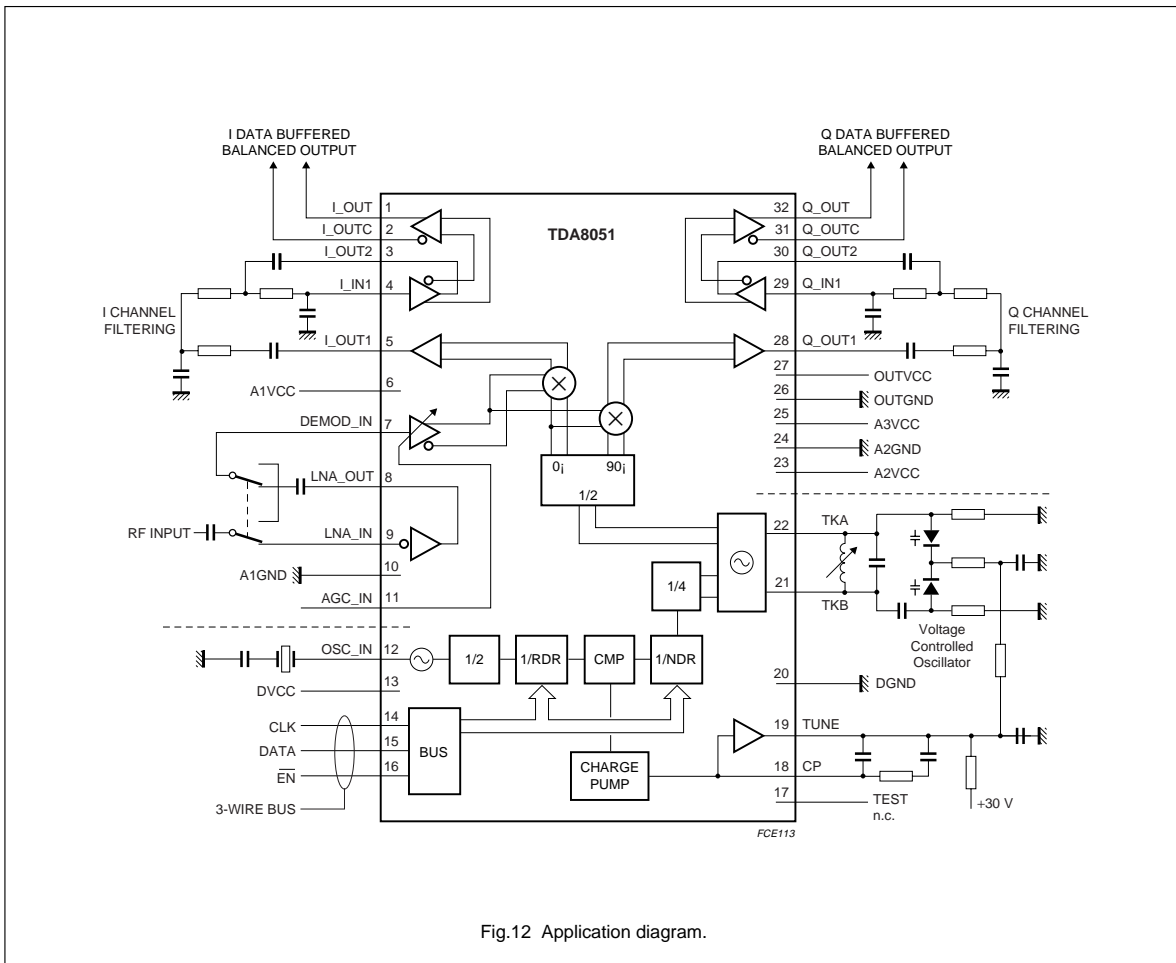 I DATA BUFFERED
BALANCED OUTPUT
Q DATA BUFFERED
BALANCED OUTPUT
TDA8051
I_OUT 1
I_OUTC 2
I_OUT2 3
I_IN1 4
I CHANNEL
FILTERING
I_OUT1 5
A1VCC 6
DEMOD_IN 7
LNA_OUT 8
RF INPUT
LNA_IN 9
A1GND 10
AGC_IN 11
OSC_IN 12
DVCC 13
CLK 14
DATA 15
EN 16
3-WIRE BUS
32 Q_OUT
31 Q_OUTC
30 Q_OUT2
29 Q_IN1
Q CHANNEL
FILTERING
28 Q_OUT1
27 OUTVCC
26 OUTGND
25 A3VCC
24 A2GND
23 A2VCC
22 TKA
21 TKB
Voltage
Controlled
Oscillator
20 DGND
19 TUNE
18 CP
17 TEST
n.c.
+30 V
0¡ 90¡
1/2
1/4
1/2
1/RDR
CMP
1/NDR
BUS
CHARGE
PUMP
FCE113
Fig.12 Application diagram.